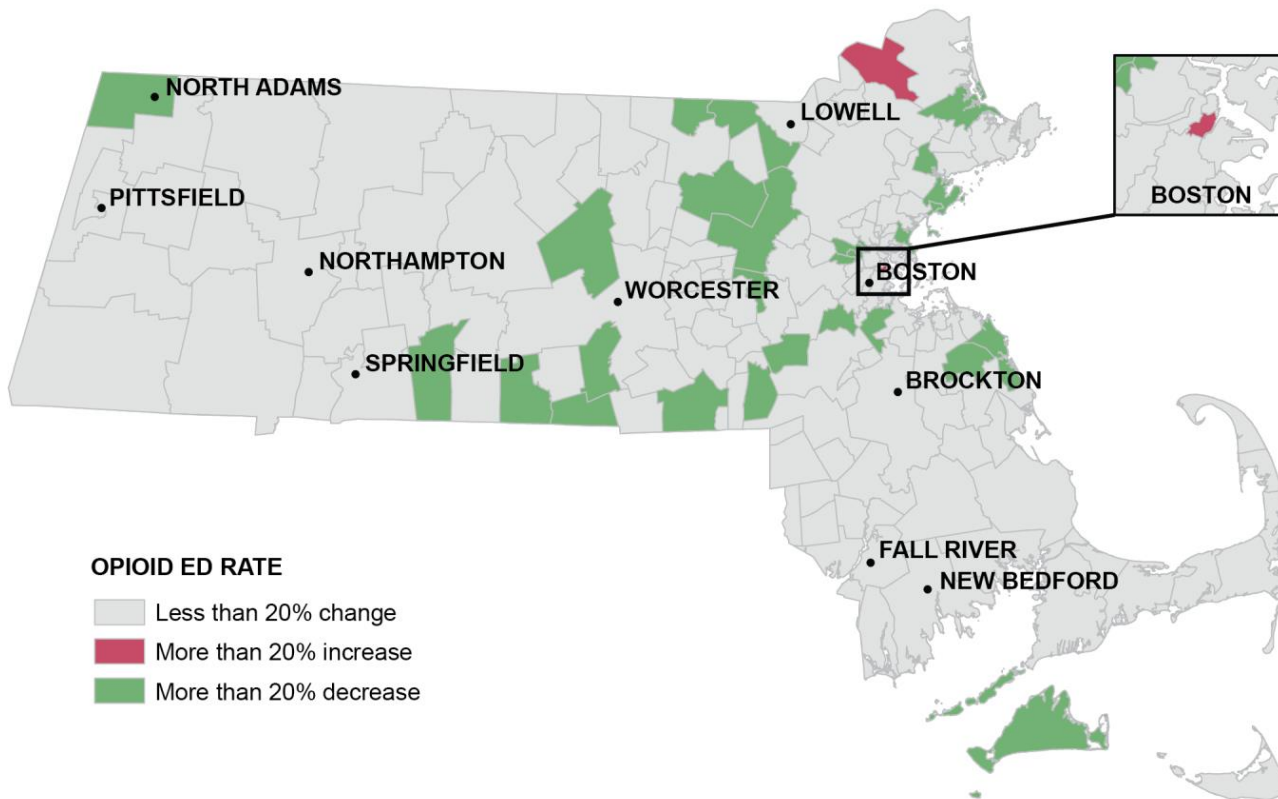 NORTH ADAMS
LOWELL
BOSTON
PITTSFIELD
NORTHAMPTON
WORCESTER
BOSTON
SPRINGFIELD
BROCKTON
FALL RIVER
NEW BEDFORD
OPIOID ED RATE
Less than 20% change
More than 20% increase
More than 20% decrease